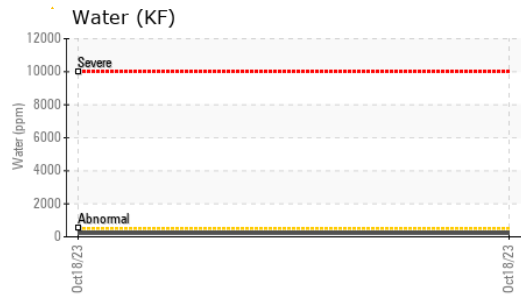 Water (KF)
12000
Severe
10000
8000
6000
4000
2000
Abnormal
0
Water (ppm)
Oct18/23
Oct18/23